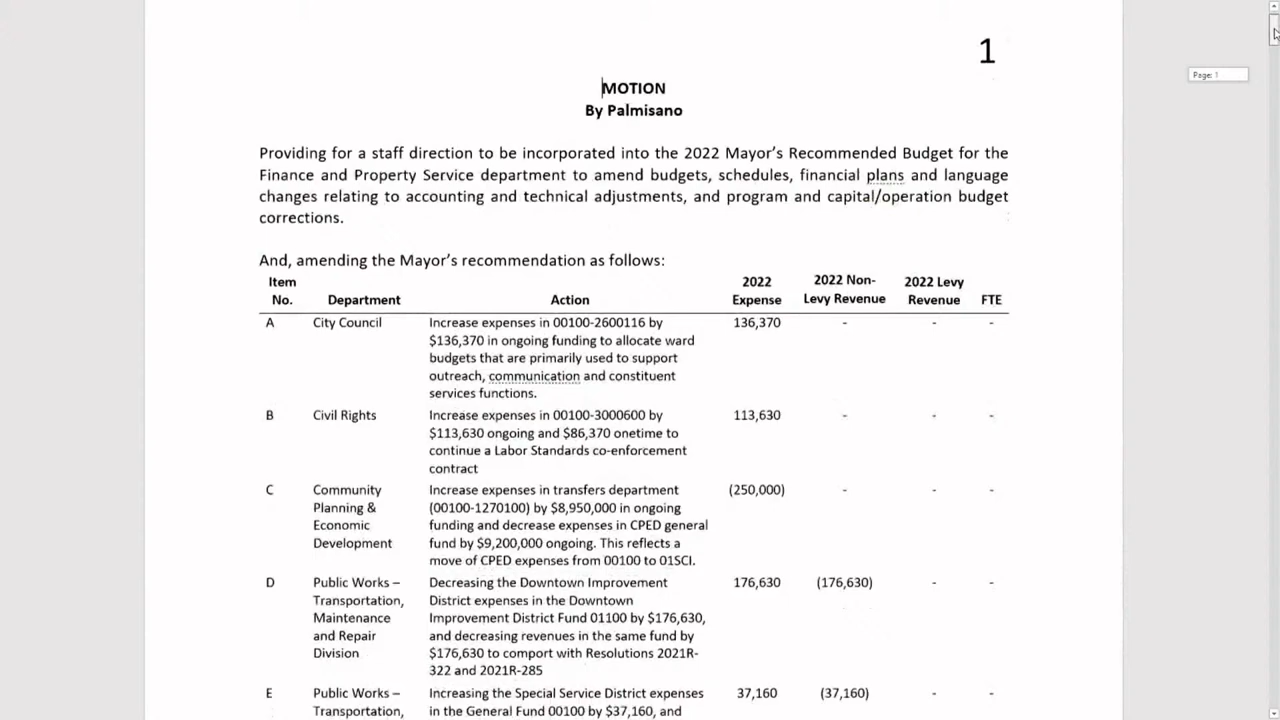 1
Page: 1
MOTION
By Palmisano
Providing for a staff direction to be incorporated into the 2022 Mayor’s Recommended Budget for the
Finance and Property Service department to amend budgets, schedules, financial plans and language
changes relating to accounting and technical adjustments, and program and capital/operation budget
corrections.
And, amending the Mayor’s recommendation as follows:
Item 2022 2022 Non- 2022 Levy
No. Department Action Expense Levy Revenue Revenue FTE
A City Council Increase expenses in 00100-2600116 by 136,370 - - -
$136,370 in ongoing funding to allocate ward
budgets that are primarily used to support
outreach, communication and constituent
services functions.
B Civil Rights Increase expenses in 00100-3000600 by 113,630 - - -
$113,630 ongoing and $86,370 onetime to
continue a Labor Standards co-enforcement
contract
C Community Increase expenses in transfers department (250,000) - - -
Planning & (00100-1270100) by $8,950,000 in ongoing
Economic funding and decrease expenses in CPED general
Development fund by $9,200,000 ongoing. This reflects a
move of CPED expenses from 00100 to 01SCI.
D Public Works – Decreasing the Downtown Improvement 176,630 (176,630) - -
Transportation, District expenses in the Downtown
Maintenance Improvement District Fund 01100 by $176,630,
and Repair and decreasing revenues in the same fund by
Division $176,630 to comport with Resolutions 2021R-
322 and 2021R-285
E Public Works – Increasing the Special Service District expenses 37,160 (37,160) - -
Transportation, in the General Fund 00100 by $37,160, and